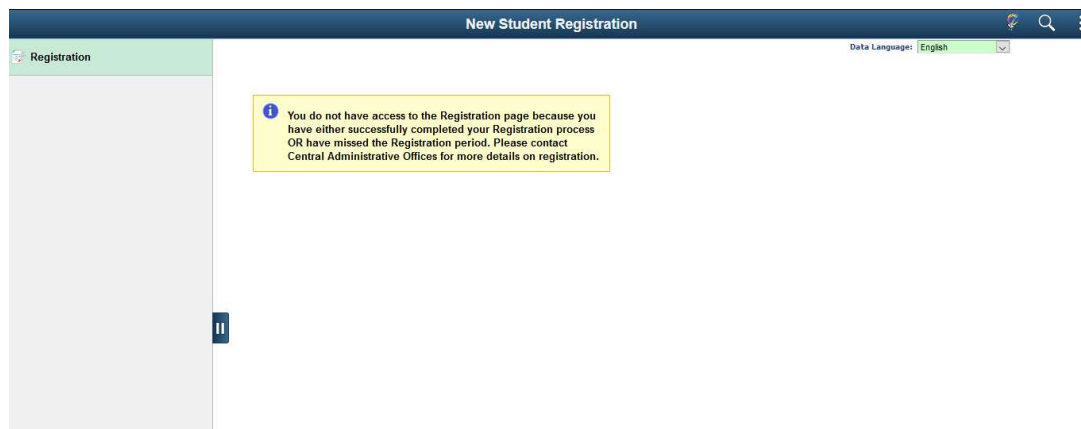 New Student Registration
Registration
Data Language: English
You do not have access to the Registration page because you
have either successfully completed your Registration process
OR have missed the Registration period. Please contact
Central Administrative Offices for more details on registration.